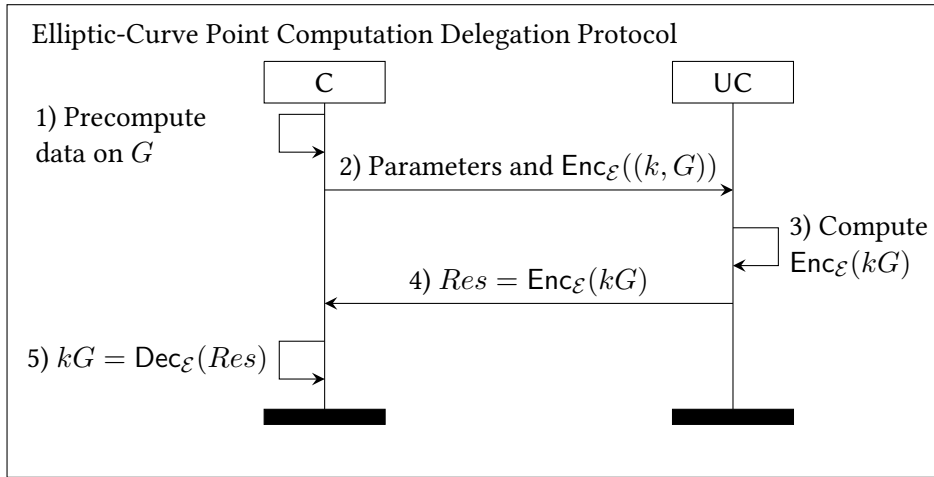 Elliptic-Curve Point Computation Delegation Protocol
C
UC
1) Precompute
data on G
2) Parameters and Enc_ℰ((k, G))
3) Compute
Enc_ℰ(kG)
4) Res = Enc_ℰ(kG)
5) kG = Dec_ℰ(Res)